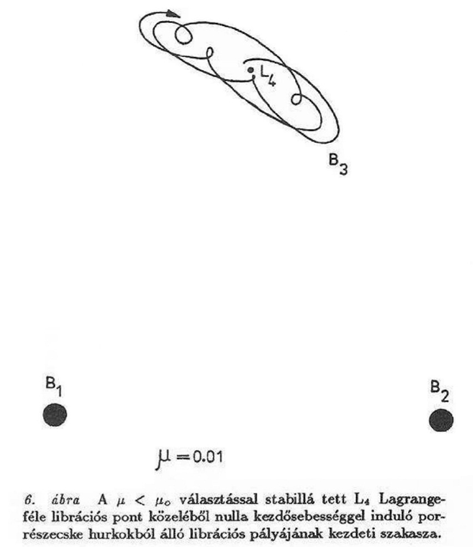 L4
B3
B1
B2
μ=0.01
6. ábra A μ < μ₀ választással stabillá tett L₄ Lagrange-
féle librációs pont közeléből nulla kezdősebességgel induló por-
részecske hurkokból álló librációs pályájának kezdeti szakasza.